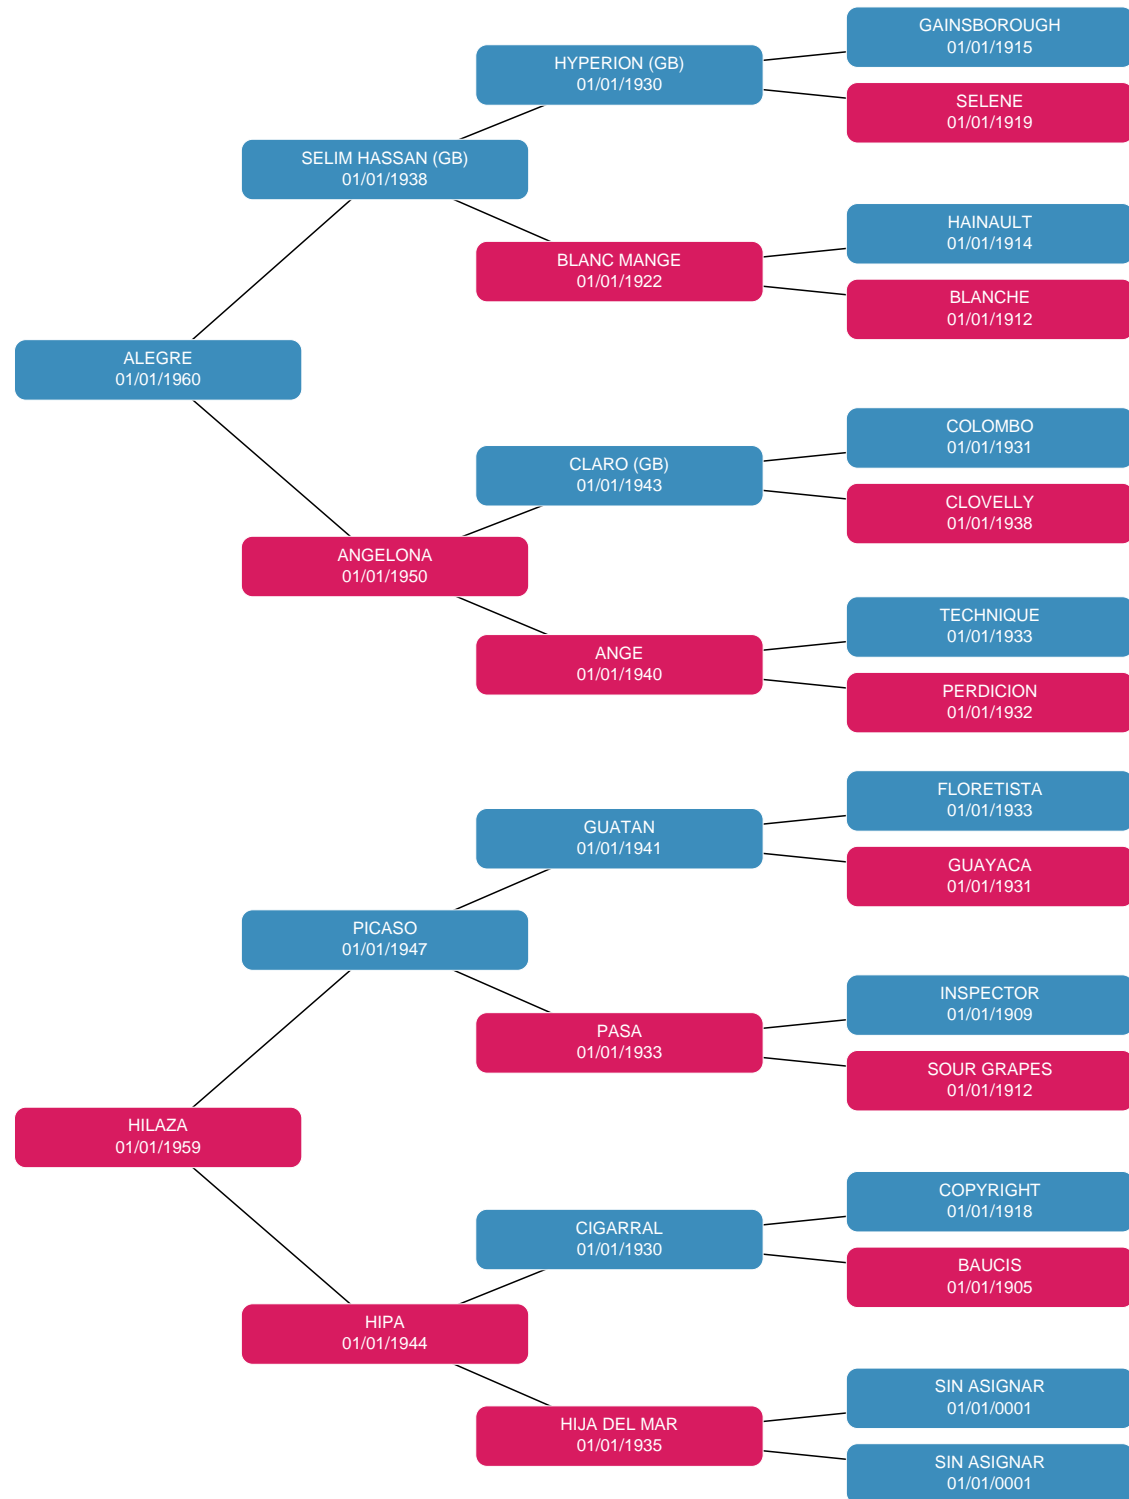 GAINSBOROUGH
01/01/1915
HYPERION (GB)
01/01/1930
SELENE
01/01/1919
SELIM HASSAN (GB)
01/01/1938
HAINAULT
01/01/1914
BLANC MANGE
01/01/1922
BLANCHE
01/01/1912
ALEGRE
01/01/1960
COLOMBO
01/01/1931
CLARO (GB)
01/01/1943
CLOVELLY
01/01/1938
ANGELONA
01/01/1950
TECHNIQUE
01/01/1933
ANGE
01/01/1940
PERDICION
01/01/1932
FLORETISTA
01/01/1933
GUATAN
01/01/1941
GUAYACA
01/01/1931
PICASO
01/01/1947
INSPECTOR
01/01/1909
PASA
01/01/1933
SOUR GRAPES
01/01/1912
HILAZA
01/01/1959
COPYRIGHT
01/01/1918
CIGARRAL
01/01/1930
BAUCIS
01/01/1905
HIPA
01/01/1944
SIN ASIGNAR
01/01/0001
HIJA DEL MAR
01/01/1935
SIN ASIGNAR
01/01/0001